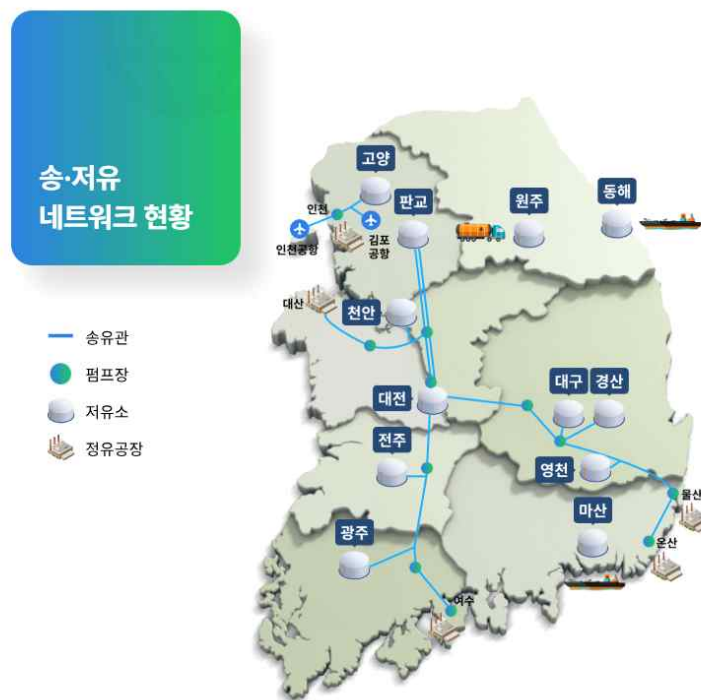 송·저유
네트워크 현황
송유관
펌프장
저유소
정유공장
고양
인천
판교
원주
동해
인천공항
김포
공항
대산
천안
대전
대구
경산
전주
영천
울산
마산
온산
광주
여수